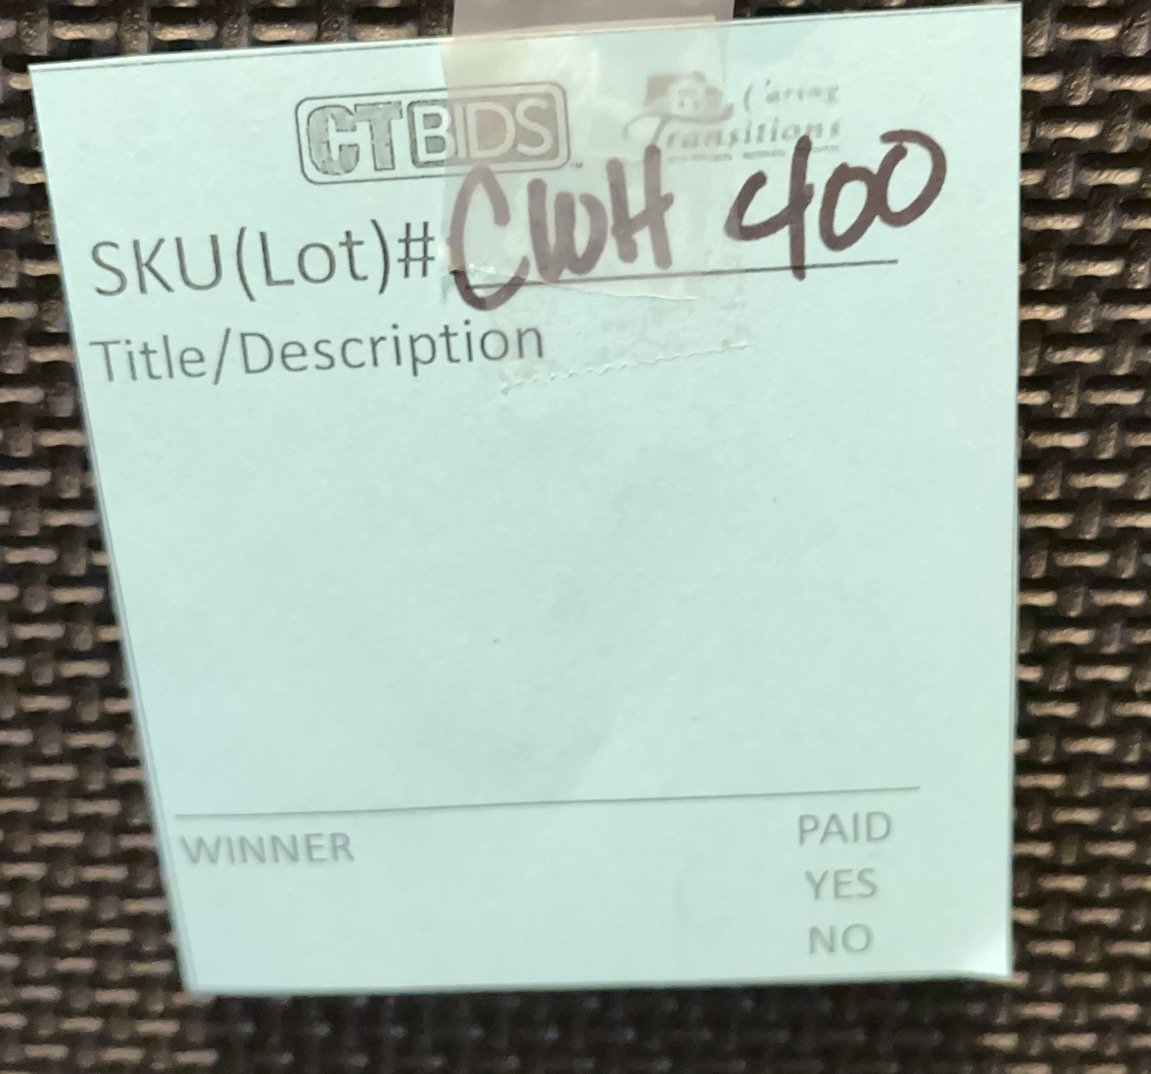 CTBIDS
Caring
Transitions
SKU(Lot)# CWH 400
Title/Description
WINNER
PAID
YES
NO